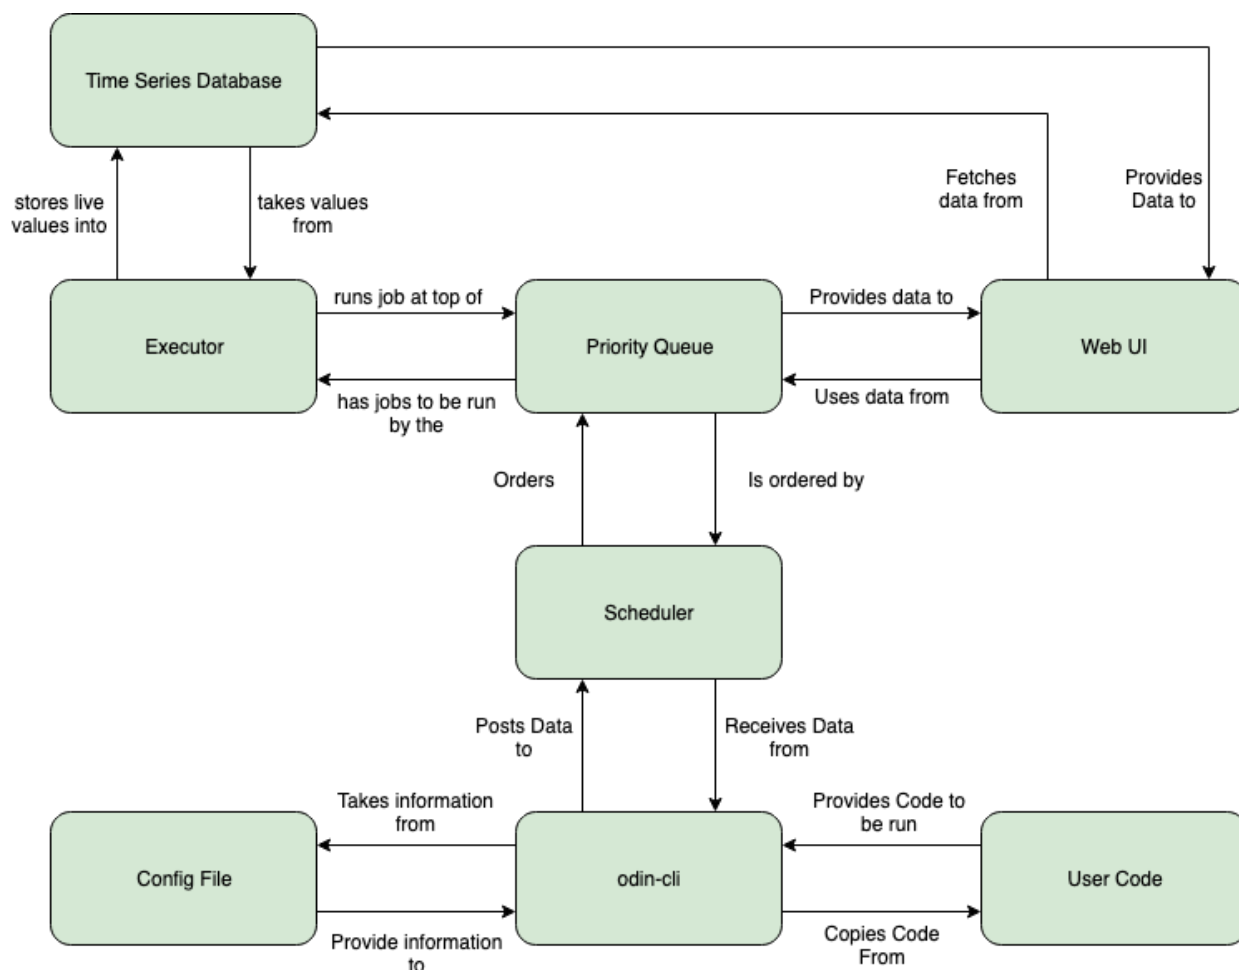 Time Series Database
stores live
values into
takes values
from
Fetches
data from
Provides
Data to
Executor
runs job at top of
has jobs to be run
by the
Priority Queue
Provides data to
Uses data from
Web UI
Orders
Is ordered by
Scheduler
Posts Data
to
Receives Data
from
Takes information
from
Provides Code to
be run
Config File
odin-cli
User Code
Provide information
to
Copies Code
From